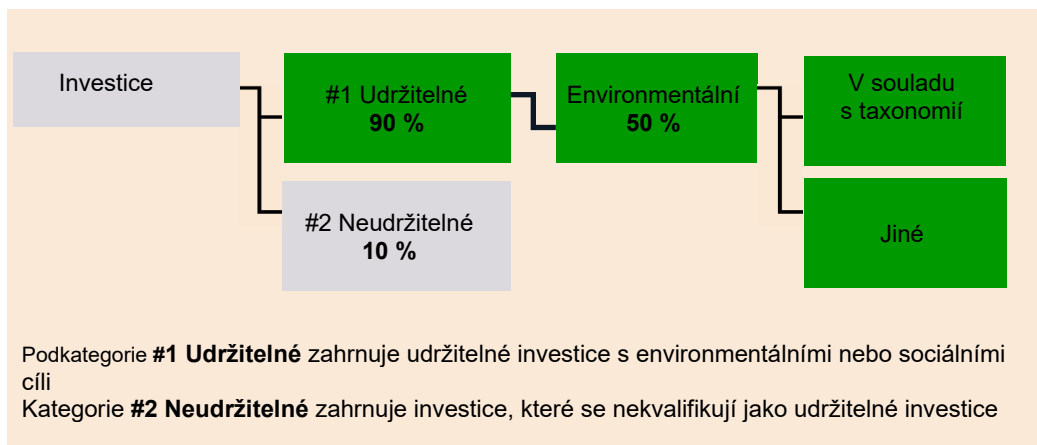 Investice
#1 Udržitelné
90 %
Environmentální
50 %
V souladu
s taxonomií
#2 Neudržitelné
10 %
Jiné
Podkategorie #1 Udržitelné zahrnuje udržitelné investice s environmentálními nebo sociálními
cíli
Kategorie #2 Neudržitelné zahrnuje investice, které se nekvalifikují jako udržitelné investice